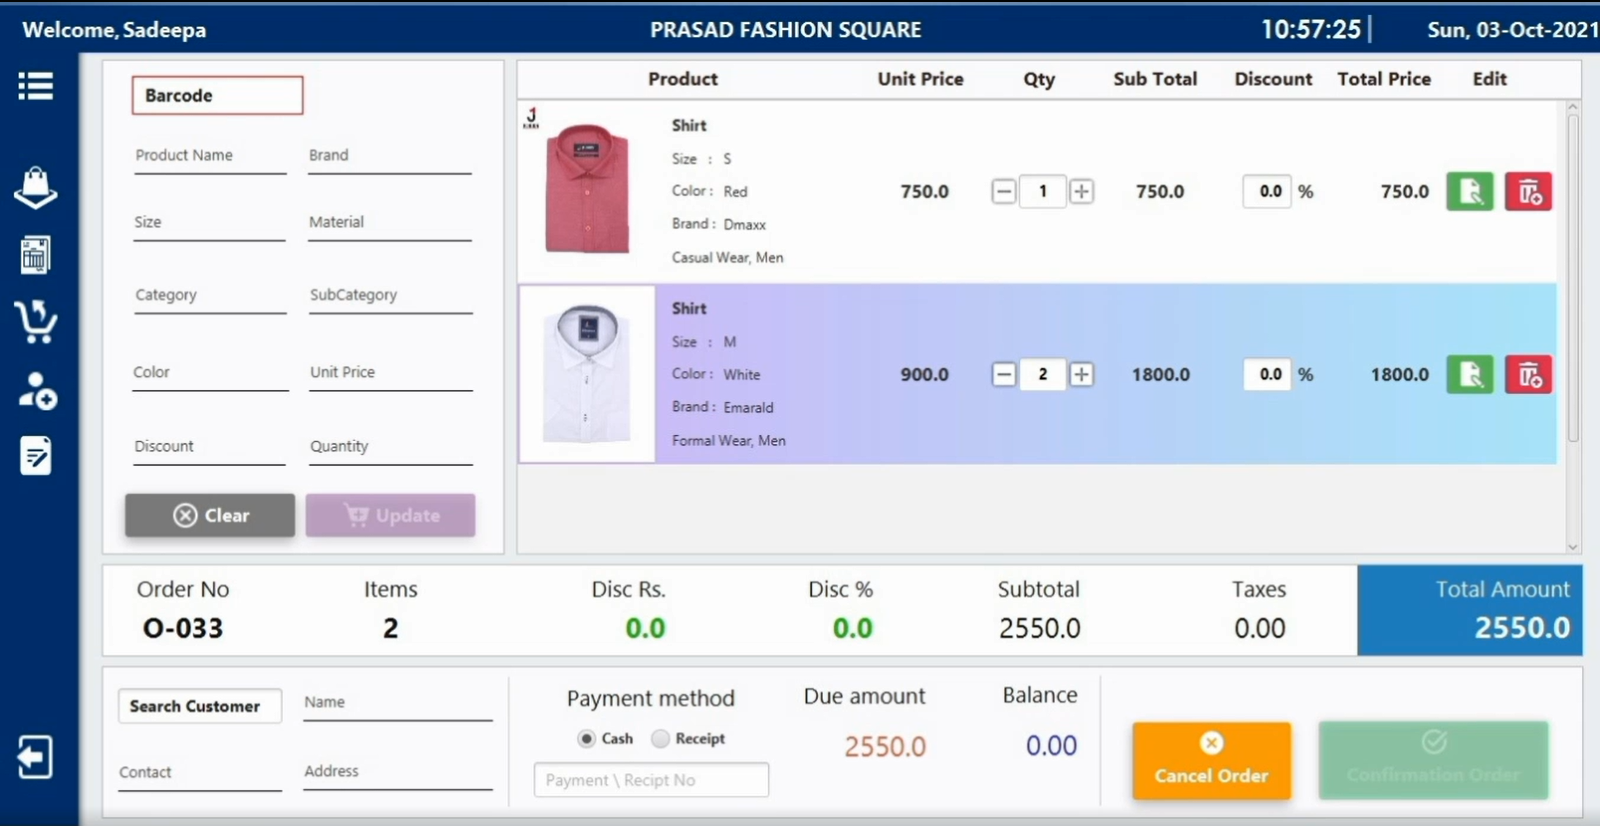 Welcome, Sadeepa
PRASAD FASHION SQUARE
10:57:25
Sun, 03-Oct-2021
Barcode
Product Name
Brand
Size
Material
Category
SubCategory
Color
Unit Price
Discount
Quantity
Clear
Update
Product Unit Price Qty Sub Total Discount Total Price Edit
Shirt
Size : S
Color : Red
Brand : Dmaxx
Casual Wear, Men
750.0 1 750.0 0.0 % 750.0
Shirt
Size : M
Color : White
Brand : Emarald
Formal Wear, Men
900.0 2 1800.0 0.0 % 1800.0
Order No Items Disc Rs. Disc % Subtotal Taxes Total Amount
O-033 2 0.0 0.0 2550.0 0.00 2550.0
Search Customer
Name
Contact
Address
Payment method
Cash Receipt
Payment \ Recipt No
Due amount
2550.0
Balance
0.00
Cancel Order
Confirmation Order